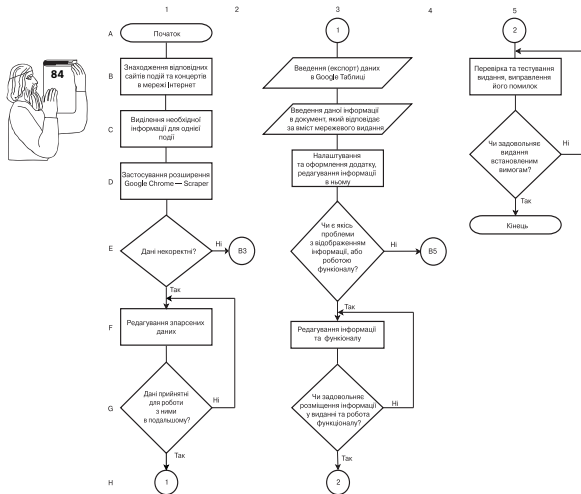 1
2
3
4
5
84
A
Початок
B
Знаходження відповідних
сайтів подій та концертів
в мережі Інтернет
C
Виділення необхідної
інформації для однієї
події
D
Застосування розширення
Google Chrome — Scraper
E
Дані некоректні?
Ні
B3
Так
F
Редагування зпарсених
даних
G
Дані прийнятні
для роботи
з ними
в подальшому?
Ні
Так
H
1
1
Введення (експорт) даних
в Google Таблиці
Введення даної інформації
в документ, який відповідає
за вміст мережевого видання
Налаштування
та оформлення додатку,
редагування інформації
в ньому
Чи є якісь
проблеми
з відображенням
інформації, або
роботою
функціоналу?
Ні
B5
Так
Редагування інформації
та функціоналу
Чи задовольняє
розміщення інформації
у виданні та робота
функціоналу?
Ні
Так
2
2
Перевірка та тестування
видання, виправлення
його помилок
Чи задовольняє
видання
встановленим
вимогам?
Ні
Так
Кінець